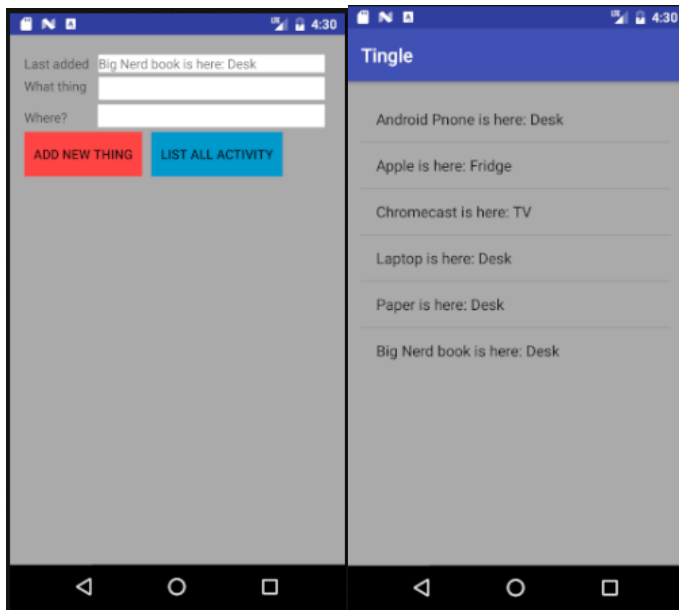 4:30
Last added Big Nerd book is here: Desk
What thing
Where?
ADD NEW THING LIST ALL ACTIVITY
4:30
Tingle
Android Pnone is here: Desk
Apple is here: Fridge
Chromecast is here: TV
Laptop is here: Desk
Paper is here: Desk
Big Nerd book is here: Desk